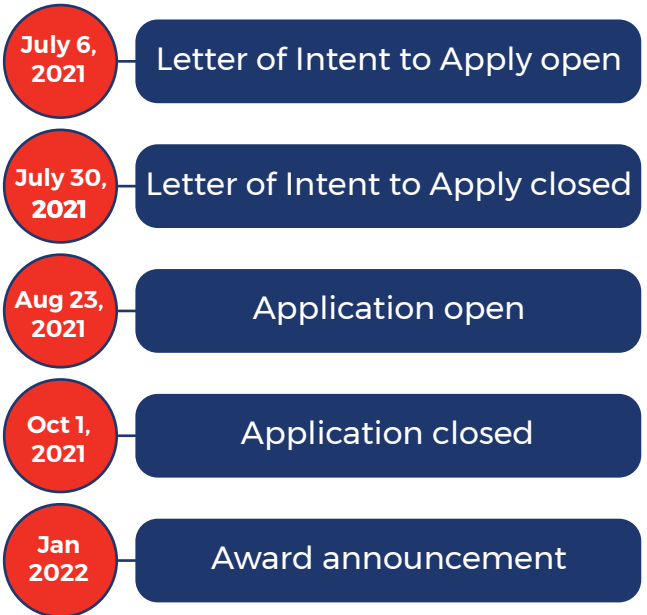 July 6,
2021
Letter of Intent to Apply open
July 30,
2021
Letter of Intent to Apply closed
Aug 23,
2021
Application open
Oct 1,
2021
Application closed
Jan
2022
Award announcement